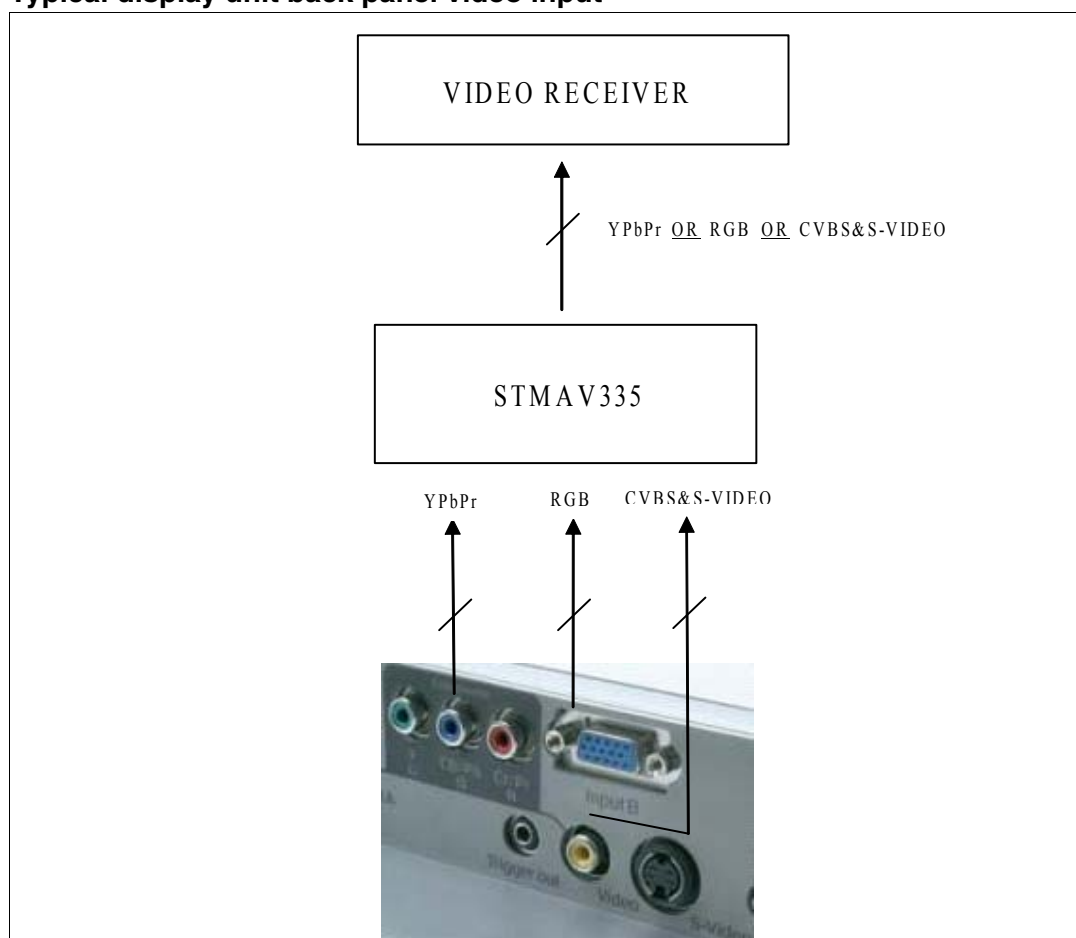 Typical display unit back panel video input
VIDEO RECEIVER
YPbPr OR RGB OR CVBS&S-VIDEO
STMAV335
YPbPr RGB CVBS&S-VIDEO
Input B
Trigger out
Video
S-Video